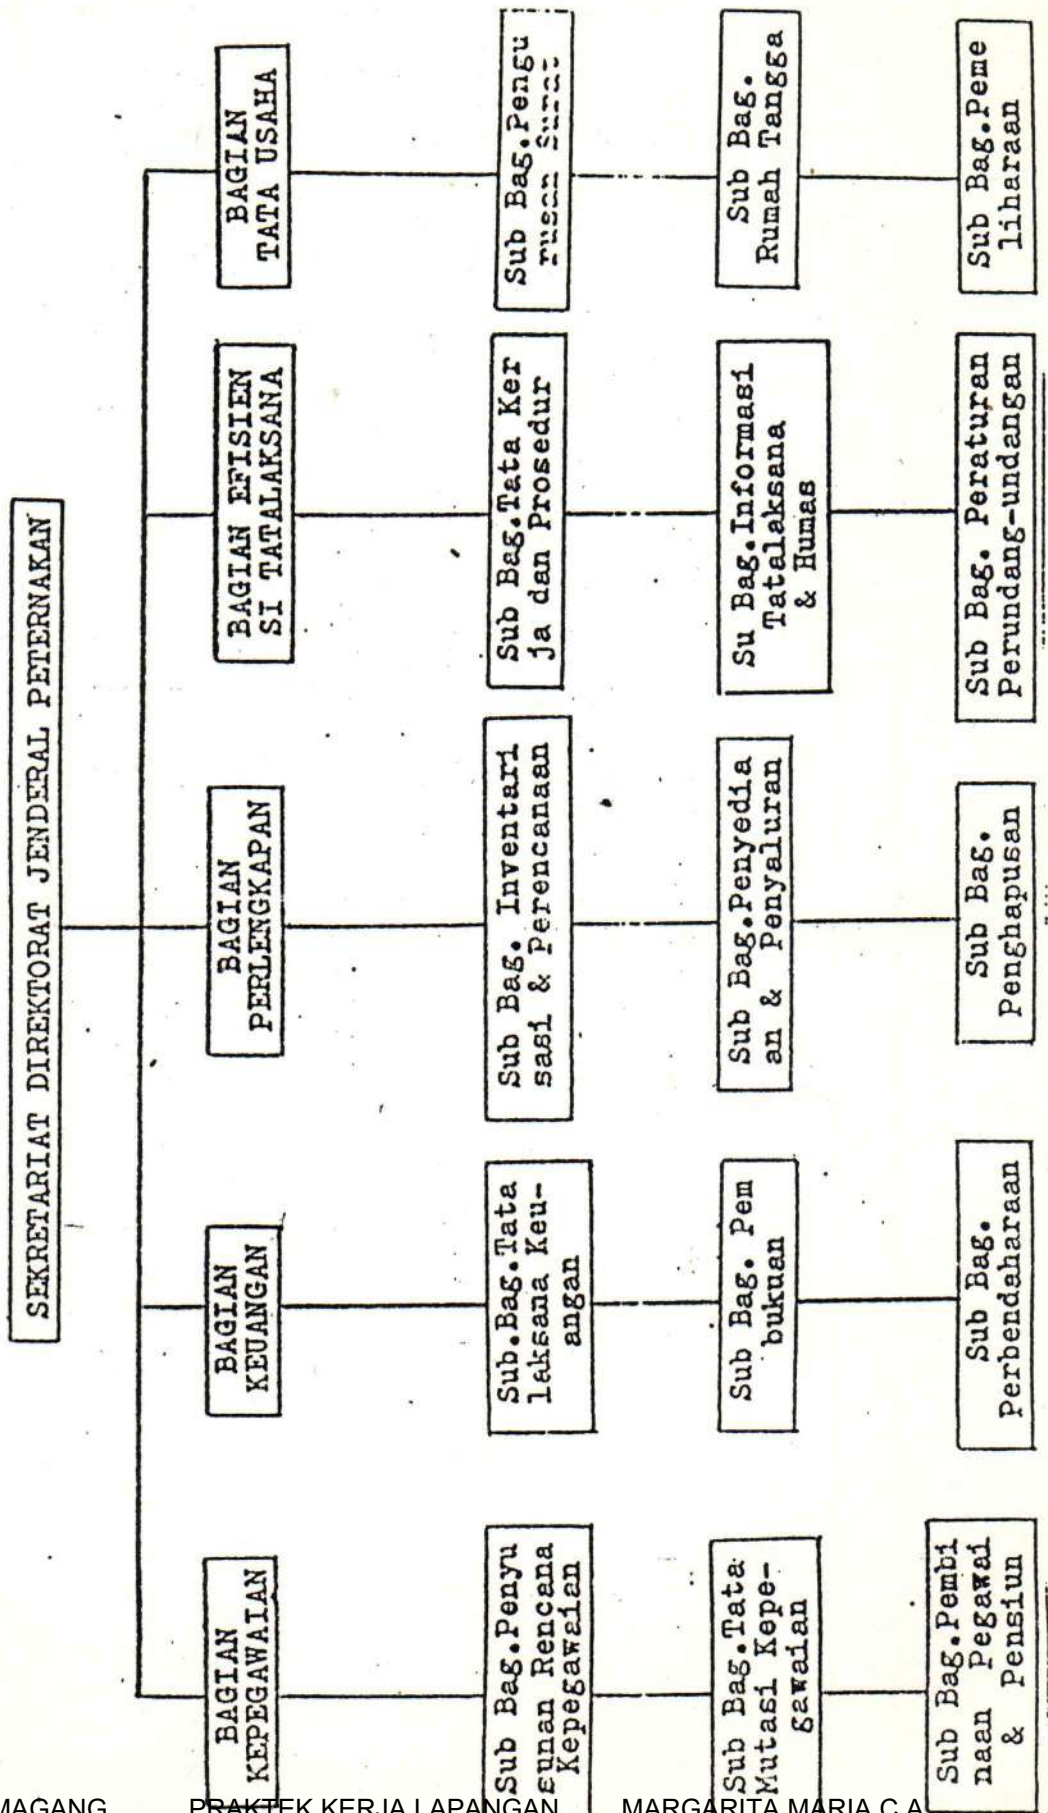 SEKRETARIAT DIREKTORAT JENDERAL PETERNAKAN
BAGIAN
KEPEGAWAIAN
BAGIAN
KEUANGAN
BAGIAN
PERLENGKAPAN
BAGIAN EFISIEN
SI TATALAKSANA
BAGIAN
TATA USAHA
Sub Bag.Penyu
sunan Rencana
Kepegawaian
Sub.Bag.Tata
laksana Keu-
angan
Sub Bag. Inventari
sasi & Perencanaan
Sub Bag.Tata Ker
ja dan Prosedur
Sub Bag.Pengu
rusan Surat
Sub Bag.Tata
Mutasi Kepe-
gawaian
Sub Bag. Pem
bukuan
Sub Bag.Penyedia
an & Penyaluran
Su Bag.Informasi
Tatalaksana
& Humas
Sub Bag.
Rumah Tangga
Sub Bag.Pembi
naan Pegawai
& Pensiun
Sub Bag.
Perbendaharaan
Sub Bag.
Penghapusan
Sub Bag. Peraturan
Perundang-undangan
Sub Bag.Peme
liharaan
MAGANG PRAKTEK KERJA LAPANGAN MARGARITA MARIA C.A